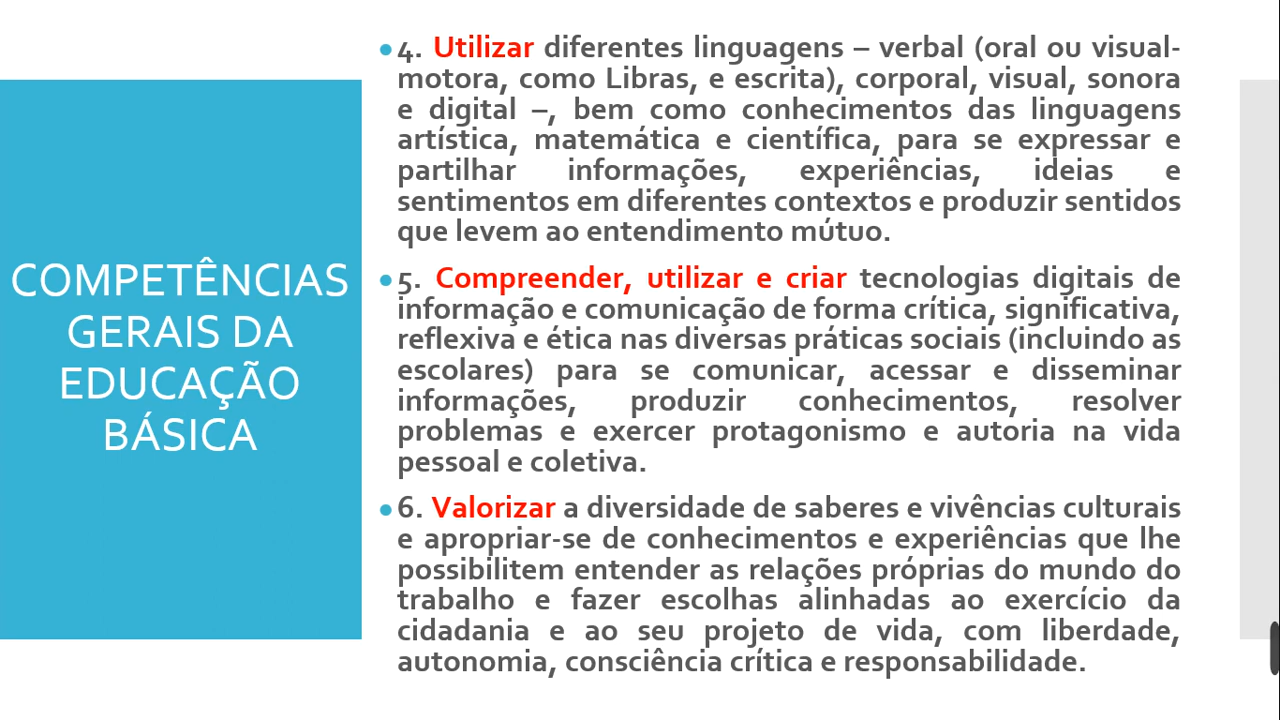 COMPETÊNCIAS
GERAIS DA
EDUCAÇÃO
BÁSICA
4. Utilizar diferentes linguagens – verbal (oral ou visual-
motora, como Libras, e escrita), corporal, visual, sonora
e digital –, bem como conhecimentos das linguagens
artística, matemática e científica, para se expressar e
partilhar informações, experiências, ideias e
sentimentos em diferentes contextos e produzir sentidos
que levem ao entendimento mútuo.
5. Compreender, utilizar e criar tecnologias digitais de
informação e comunicação de forma crítica, significativa,
reflexiva e ética nas diversas práticas sociais (incluindo as
escolares) para se comunicar, acessar e disseminar
informações, produzir conhecimentos, resolver
problemas e exercer protagonismo e autoria na vida
pessoal e coletiva.
6. Valorizar a diversidade de saberes e vivências culturais
e apropriar-se de conhecimentos e experiências que lhe
possibilitem entender as relações próprias do mundo do
trabalho e fazer escolhas alinhadas ao exercício da
cidadania e ao seu projeto de vida, com liberdade,
autonomia, consciência crítica e responsabilidade.